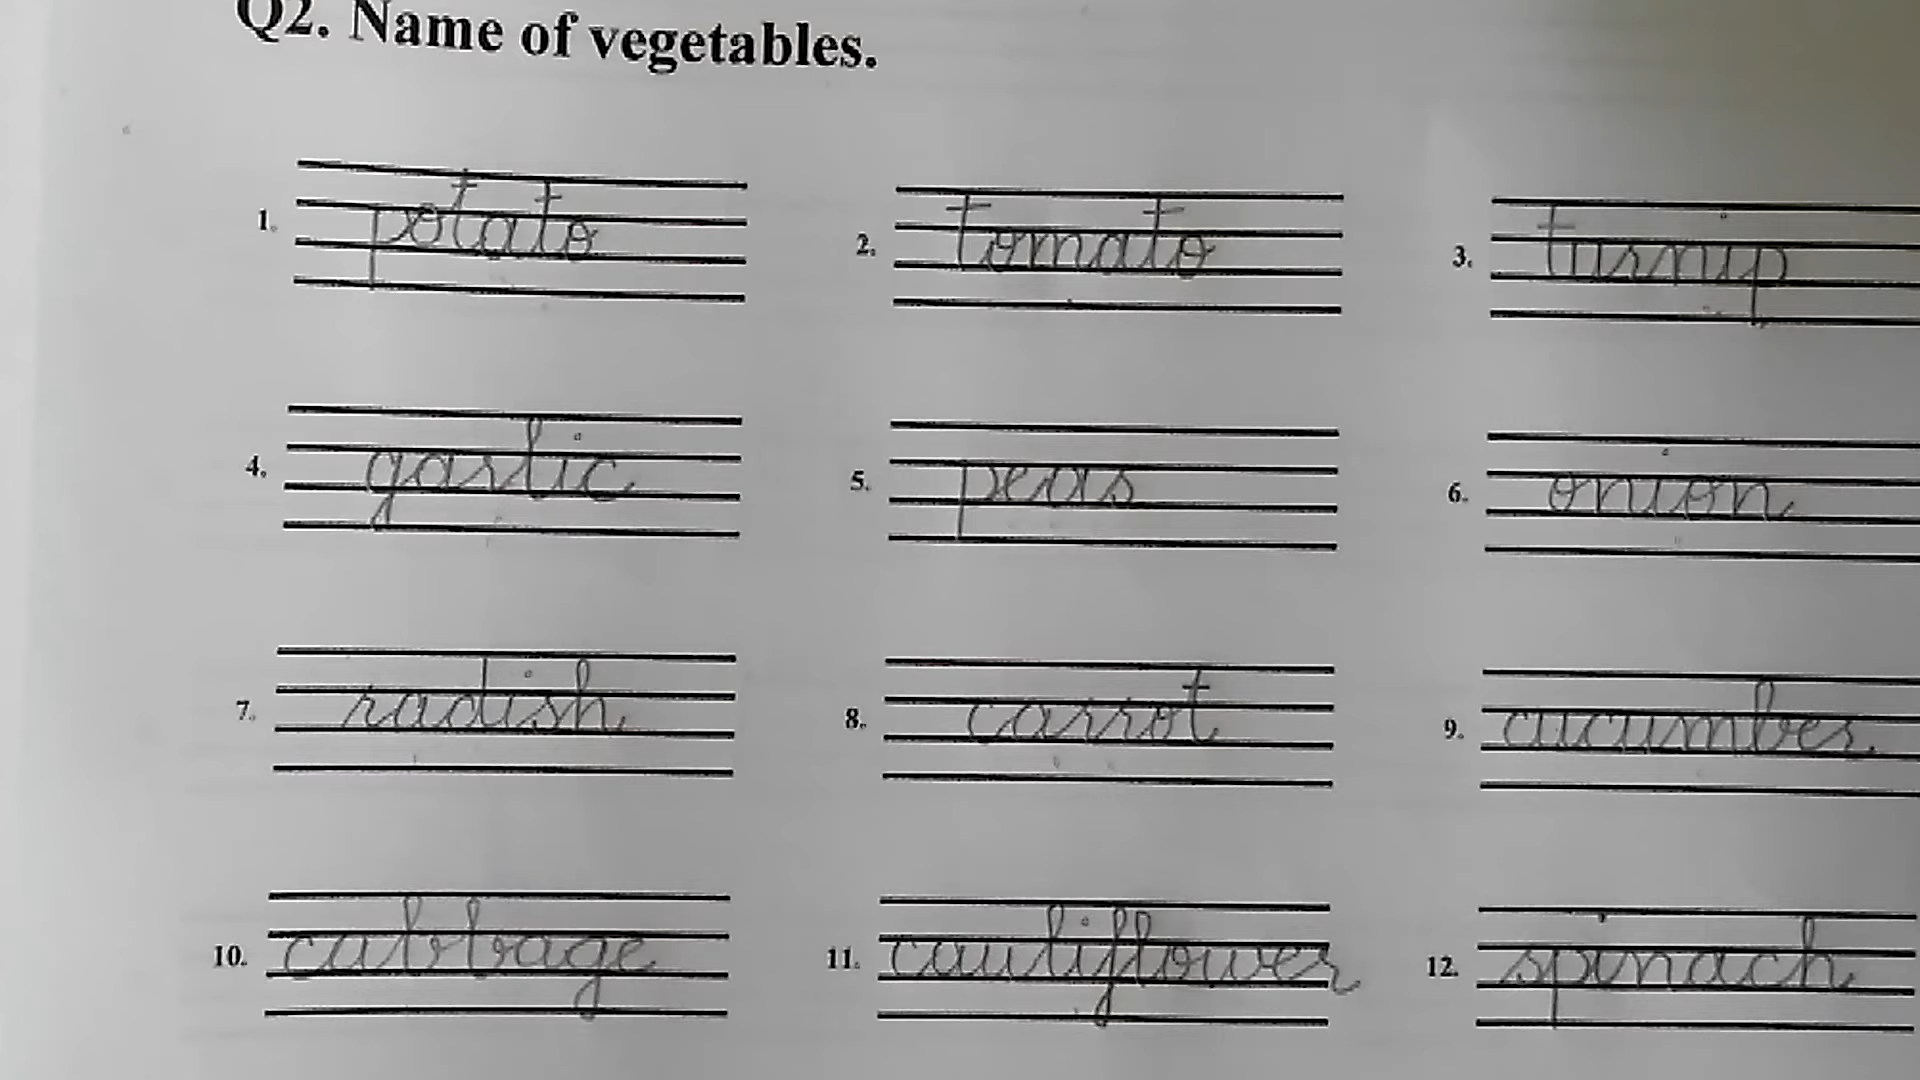 Q2. Name of vegetables.
1. potato 2. tomato 3. turnip
4. garlic 5. peas 6. onion
7. radish 8. carrot 9. cucumber
10. cabbage 11. cauliflower 12. spinach